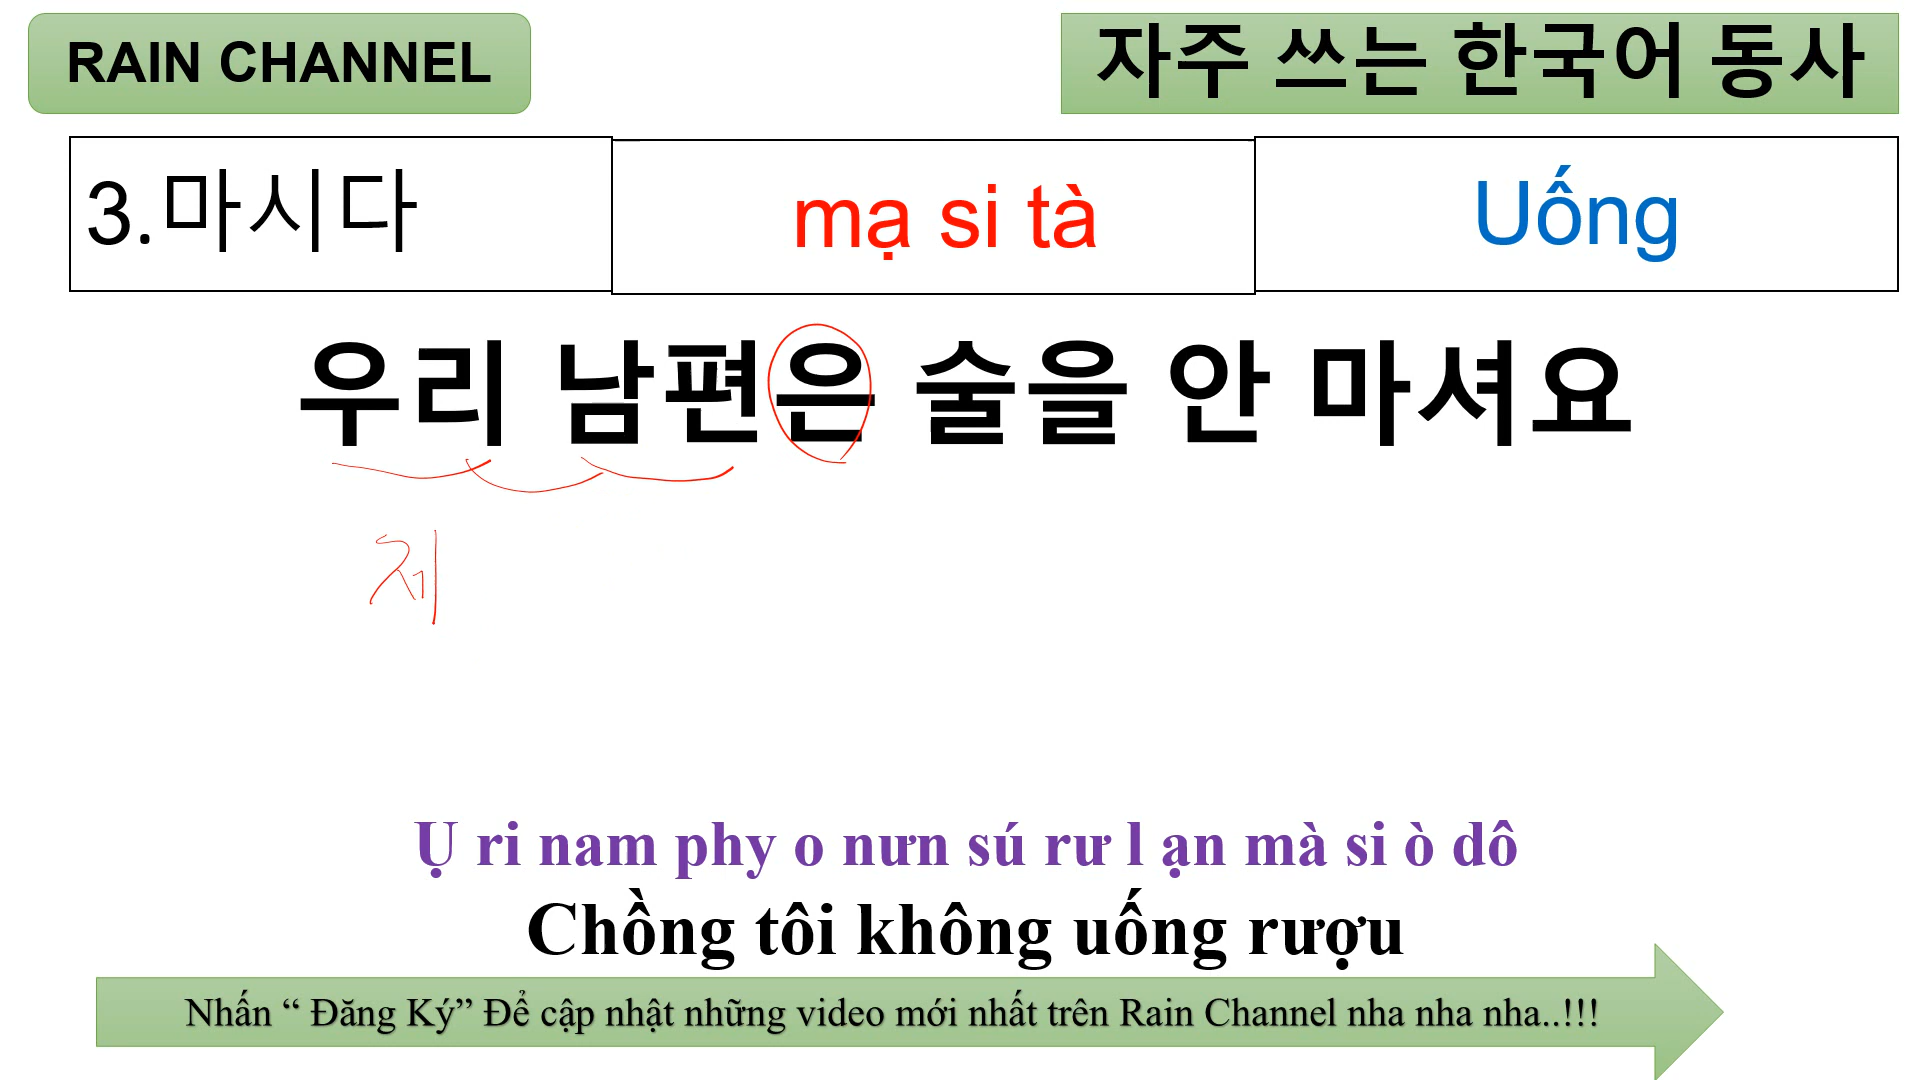 RAIN CHANNEL
자주 쓰는 한국어 동사
3.마시다
mạ si tà
Uống
우리 남편은 술을 안 마셔요
제
Ụ ri nam phy o nưn sú rư l ạn mà si ò dô
Chồng tôi không uống rượu
Nhấn “ Đăng Ký” Để cập nhật những video mới nhất trên Rain Channel nha nha nha..!!!